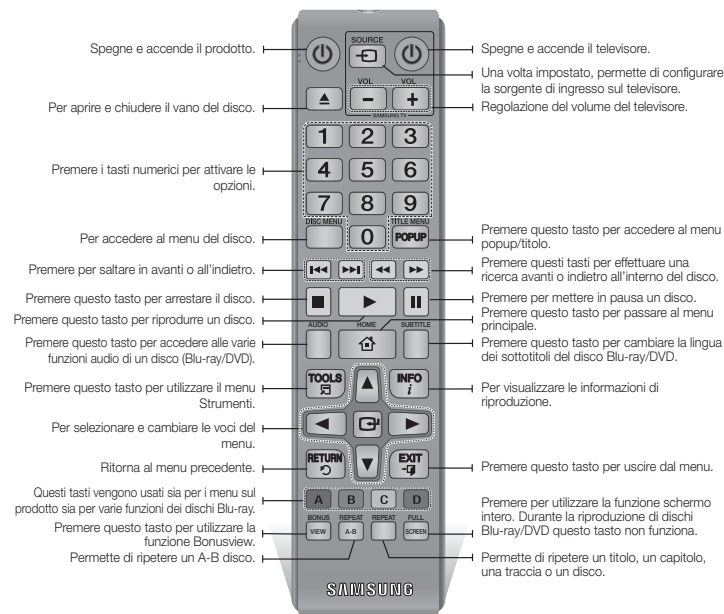 Spegne e accende il prodotto.
Per aprire e chiudere il vano del disco.
Premere i tasti numerici per attivare le
opzioni.
Per accedere al menu del disco.
Premere per saltare in avanti o all'indietro.
Premere questo tasto per arrestare il disco.
Premere questo tasto per riprodurre un disco.
Premere questo tasto per accedere alle varie
funzioni audio di un disco (Blu-ray/DVD).
Premere questo tasto per utilizzare il menu
Strumenti.
Per selezionare e cambiare le voci del
menu.
Ritorna al menu precedente.
Questi tasti vengono usati sia per i menu sul
prodotto sia per varie funzioni dei dischi Blu-ray.
Premere questo tasto per utilizzare la
funzione Bonusview.
Permette di ripetere un A-B disco.
SOURCE
VOL VOL
SAMSUNG TV
1 2 3
4 5 6
7 8 9
DISC MENU 0 TITLE MENU
POPUP
AUDIO HOME SUBTITLE
TOOLS INFO
i
RETURN EXIT
A B C D
BONUS REPEAT REPEAT FULL
VIEW A-B SCREEN
SAMSUNG
Spegne e accende il televisore.
Una volta impostato, permette di configurare
la sorgente di ingresso sul televisore.
Regolazione del volume del televisore.
Premere questo tasto per accedere al menu
popup/titolo.
Premere questi tasti per effettuare una
ricerca avanti o indietro all'interno del disco.
Premere per mettere in pausa un disco.
Premere questo tasto per passare al menu
principale.
Premere questo tasto per cambiare la lingua
dei sottotitoli del disco Blu-ray/DVD.
Per visualizzare le informazioni di
riproduzione.
Premere questo tasto per uscire dal menu.
Premere per utilizzare la funzione schermo
intero. Durante la riproduzione di dischi
Blu-ray/DVD questo tasto non funziona.
Permette di ripetere un titolo, un capitolo,
una traccia o un disco.